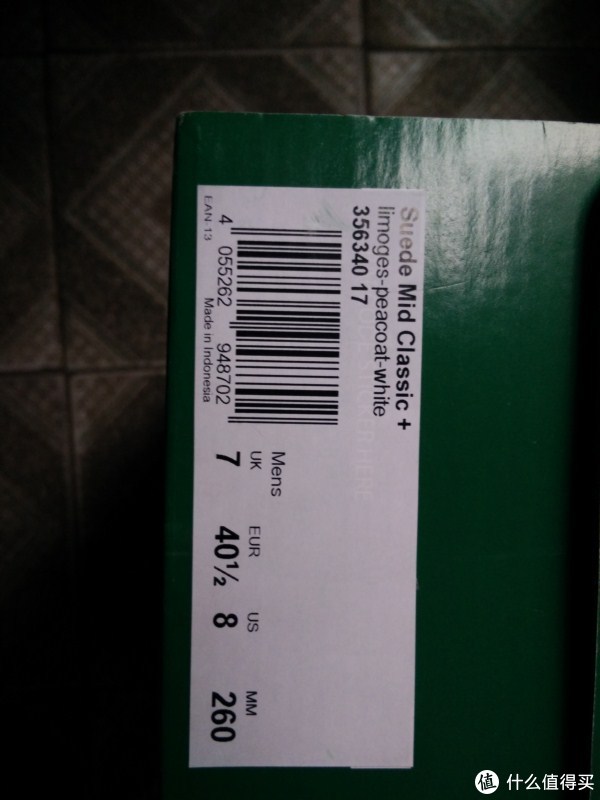 Suede Mid Classic +
limoges-peacoat-white
356340 17
EAN 13
4 055262 948702
Made in Indonesia
Mens
UK EUR US MM
7 40½ 8 260
值 什么值得买